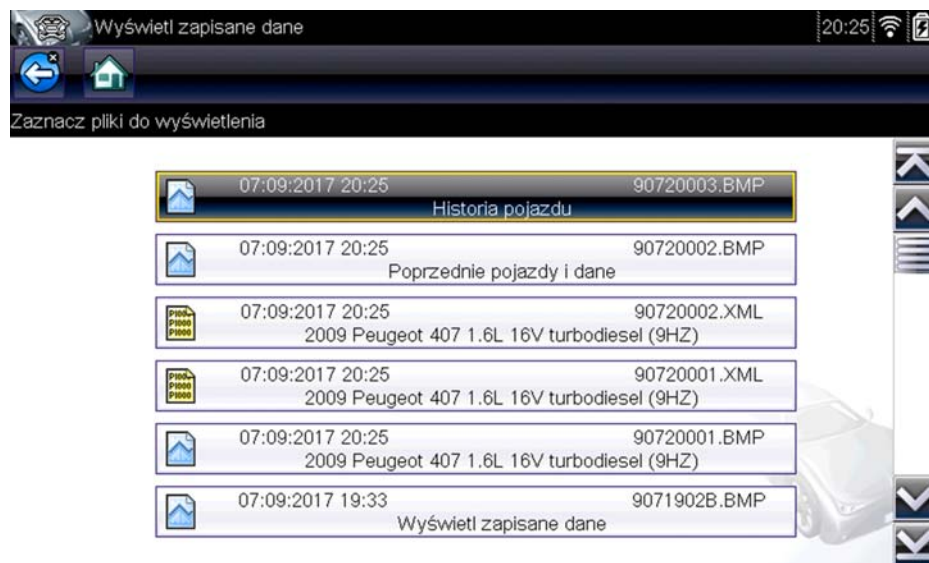 Wyświetl zapisane dane
20:25
Zaznacz pliki do wyświetlenia
07:09:2017 20:25 90720003.BMP
Historia pojazdu
07:09:2017 20:25 90720002.BMP
Poprzednie pojazdy i dane
07:09:2017 20:25 90720002.XML
2009 Peugeot 407 1.6L 16V turbodiesel (9HZ)
07:09:2017 20:25 90720001.XML
2009 Peugeot 407 1.6L 16V turbodiesel (9HZ)
07:09:2017 20:25 90720001.BMP
2009 Peugeot 407 1.6L 16V turbodiesel (9HZ)
07:09:2017 19:33 9071902B.BMP
Wyświetl zapisane dane